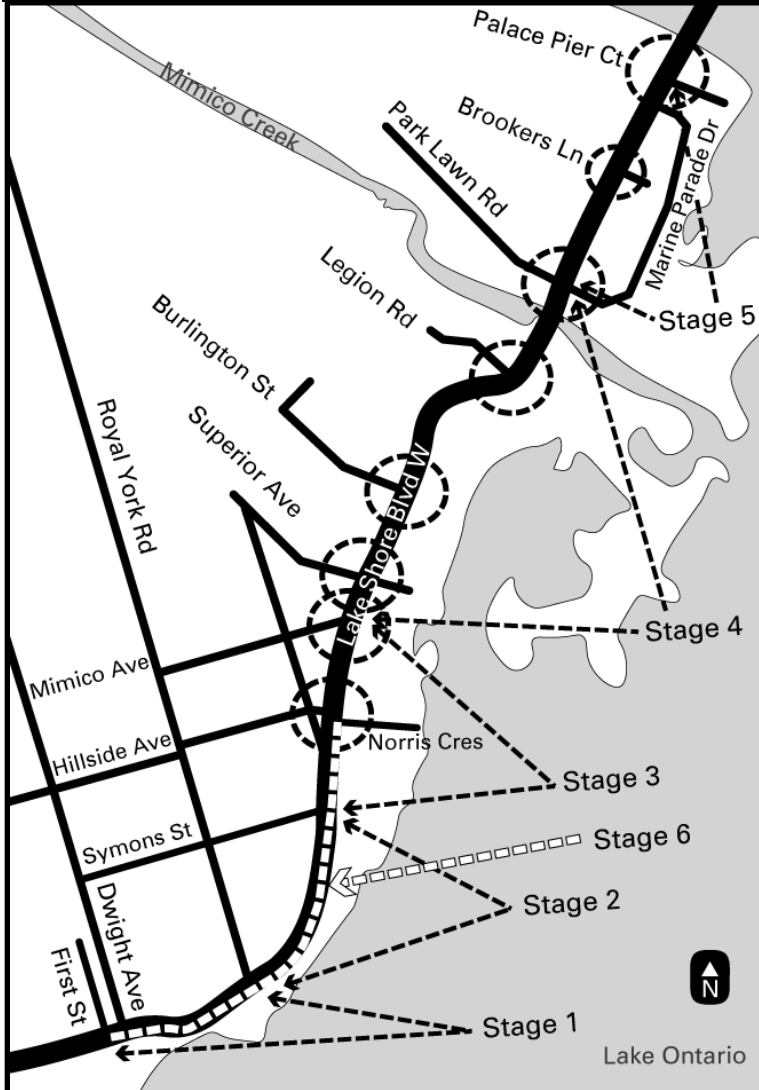 Palace Pier Ct
Mimico Creek
Brookers Ln
Park Lawn Rd
Marine Parade Dr
Legion Rd
Stage 5
Burlington St
Superior Ave
Royal York Rd
Lake Shore Blvd W
Stage 4
Mimico Ave
Hillside Ave
Norris Cres
Stage 3
Symons St
Stage 6
Dwight Ave
Stage 2
First St
N
Stage 1
Lake Ontario